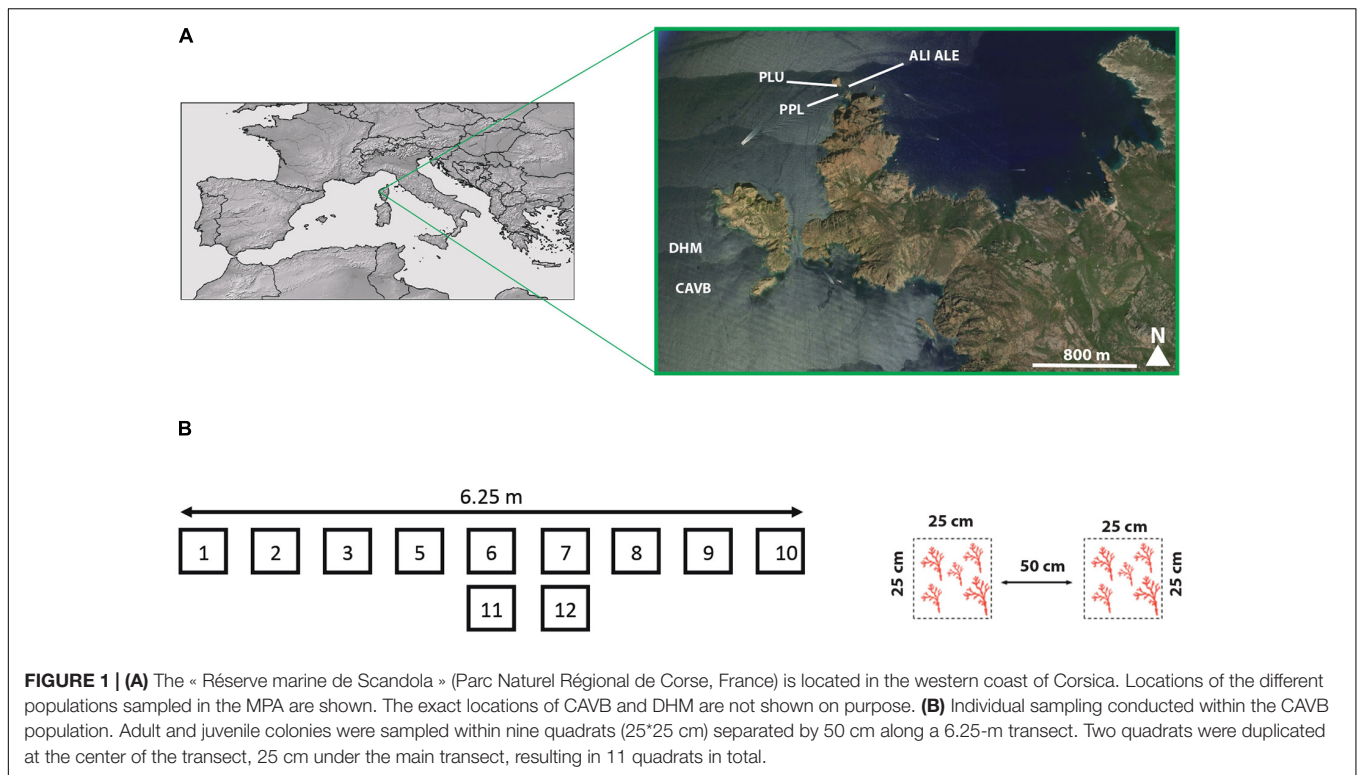 A
ALI ALE
PLU
PPL
DHM
CAVB
N
800 m
B
6.25 m
1 2 3 5 6 7 8 9 10
11 12
25 cm 25 cm
25 cm 50 cm 25 cm
FIGURE 1 | (A) The « Réserve marine de Scandola » (Parc Naturel Régional de Corse, France) is located in the western coast of Corsica. Locations of the different
populations sampled in the MPA are shown. The exact locations of CAVB and DHM are not shown on purpose. (B) Individual sampling conducted within the CAVB
population. Adult and juvenile colonies were sampled within nine quadrats (25*25 cm) separated by 50 cm along a 6.25-m transect. Two quadrats were duplicated
at the center of the transect, 25 cm under the main transect, resulting in 11 quadrats in total.